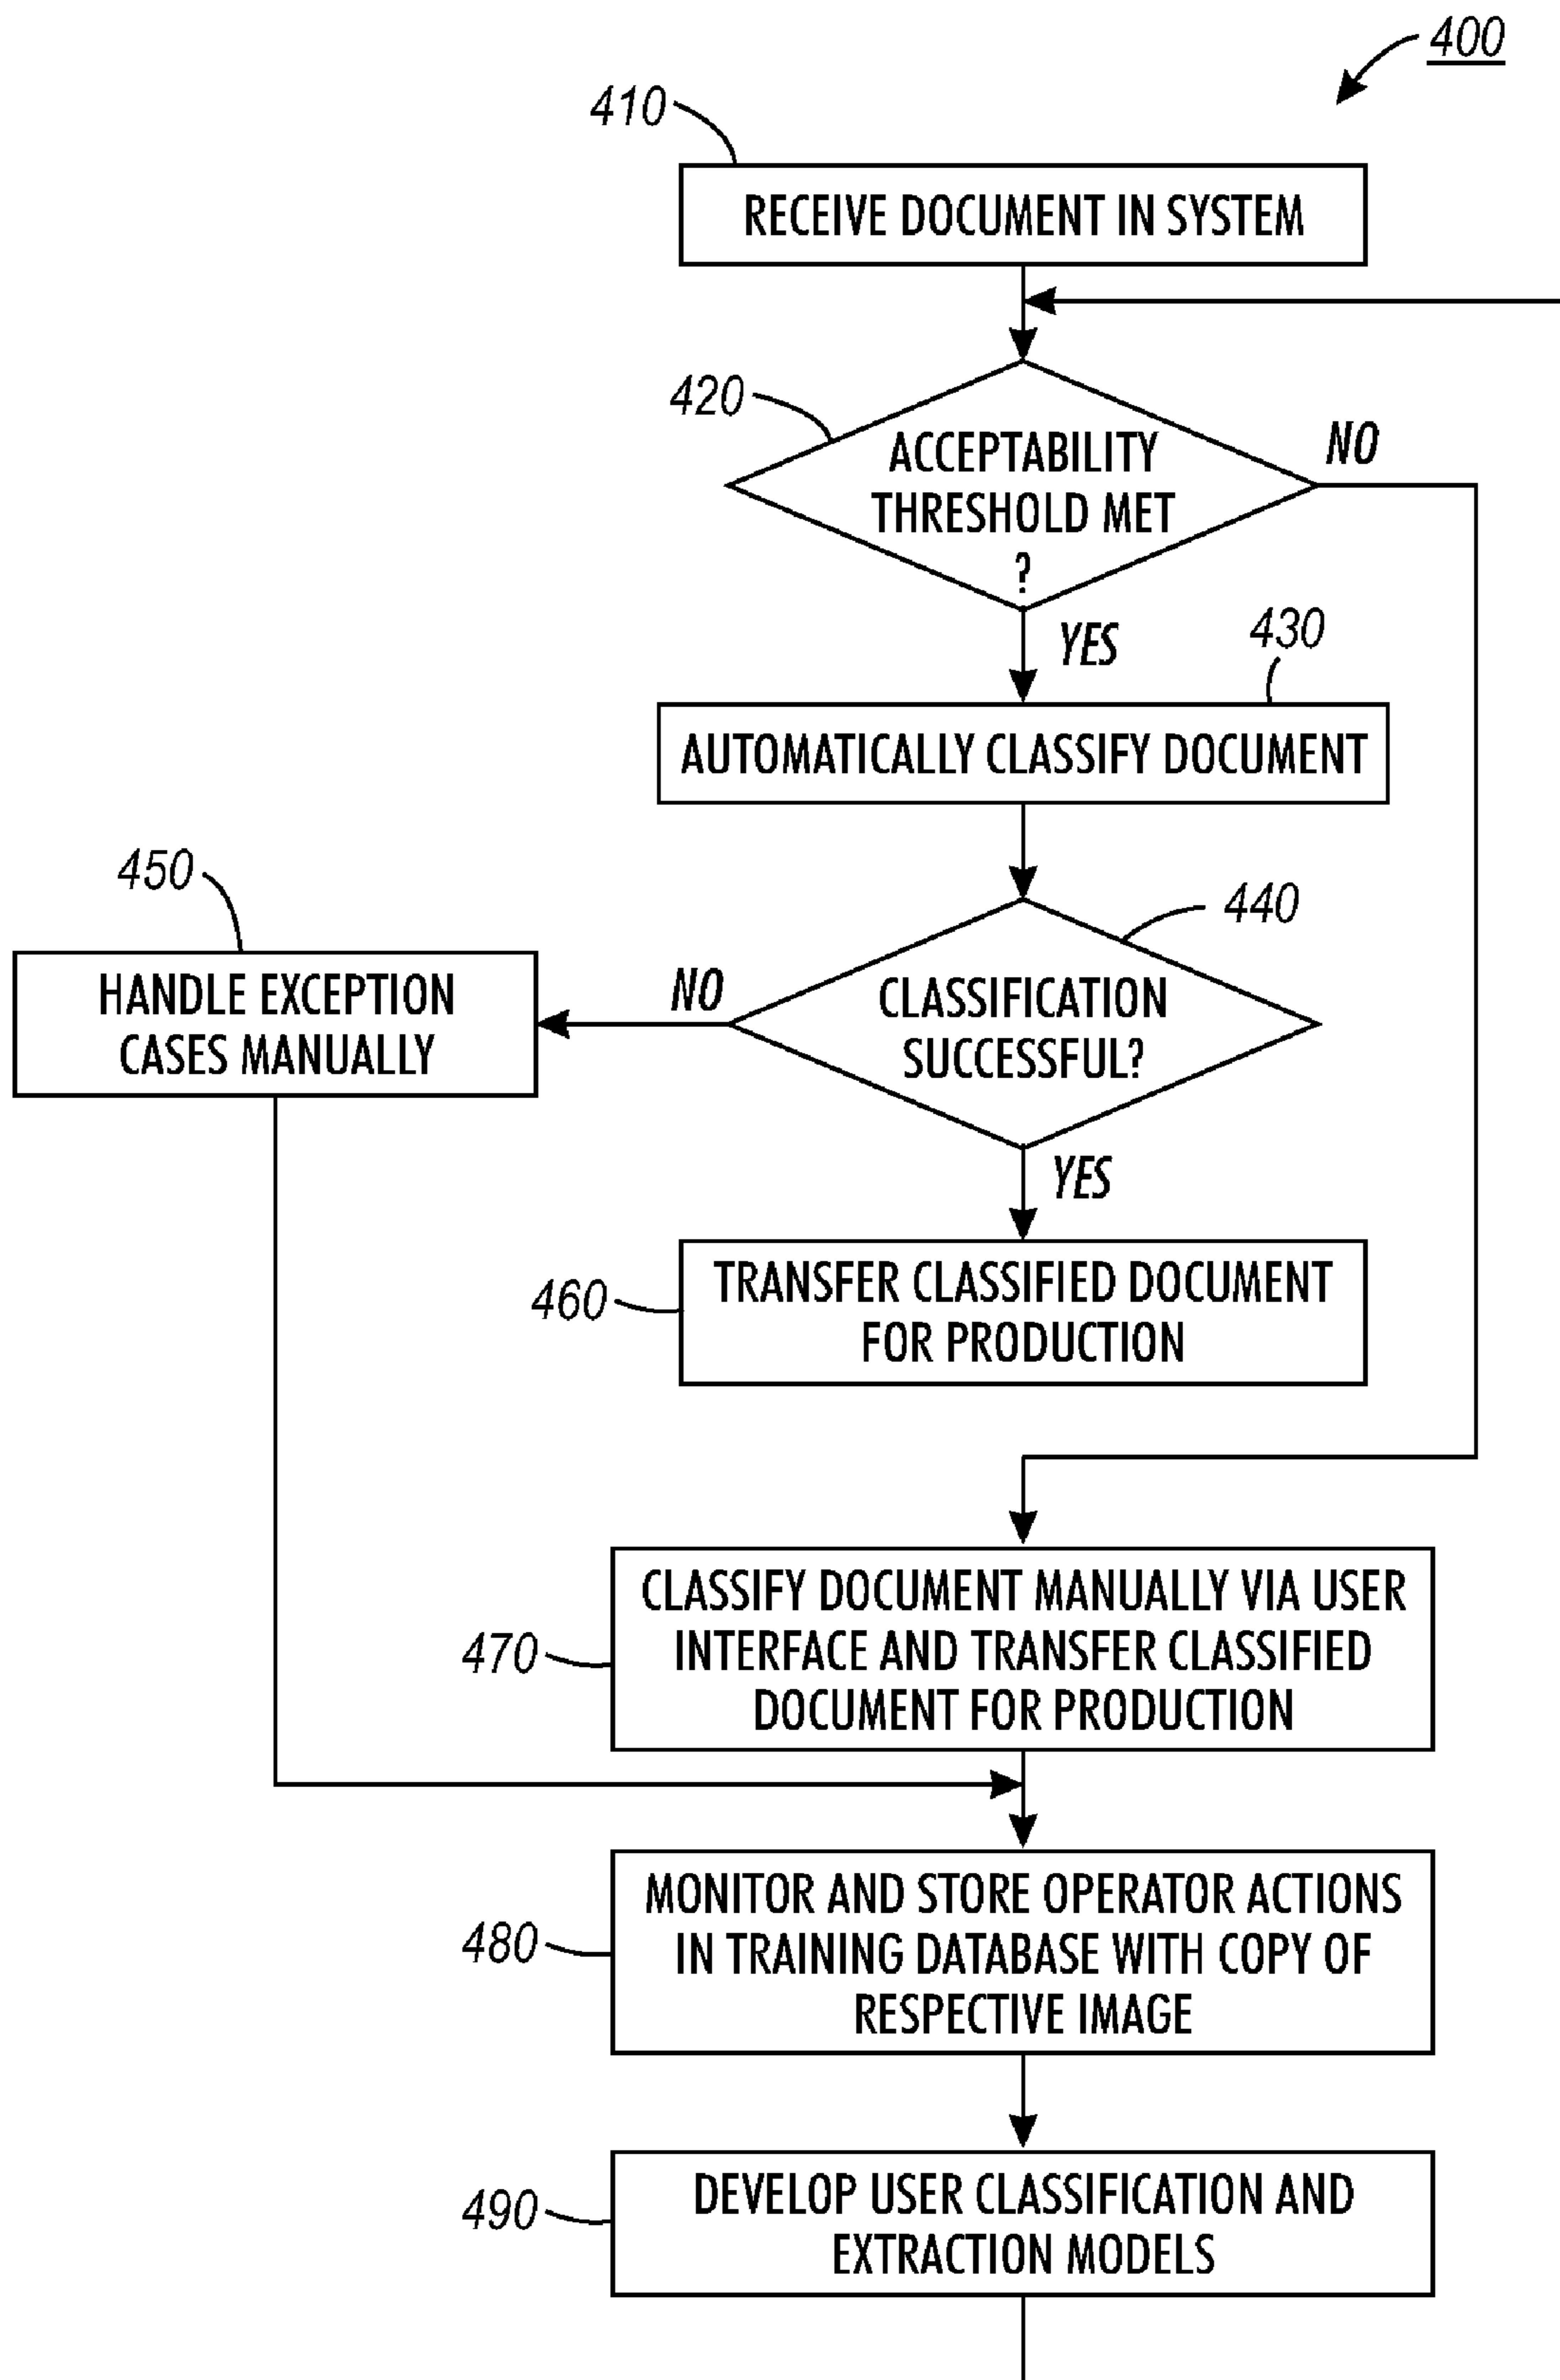 400
410
RECEIVE DOCUMENT IN SYSTEM
420
ACCEPTABILITY
THRESHOLD MET
?
NO
YES
430
AUTOMATICALLY CLASSIFY DOCUMENT
440
CLASSIFICATION
SUCCESSFUL?
NO
450
HANDLE EXCEPTION
CASES MANUALLY
YES
460
TRANSFER CLASSIFIED DOCUMENT
FOR PRODUCTION
470
CLASSIFY DOCUMENT MANUALLY VIA USER
INTERFACE AND TRANSFER CLASSIFIED
DOCUMENT FOR PRODUCTION
480
MONITOR AND STORE OPERATOR ACTIONS
IN TRAINING DATABASE WITH COPY OF
RESPECTIVE IMAGE
490
DEVELOP USER CLASSIFICATION AND
EXTRACTION MODELS